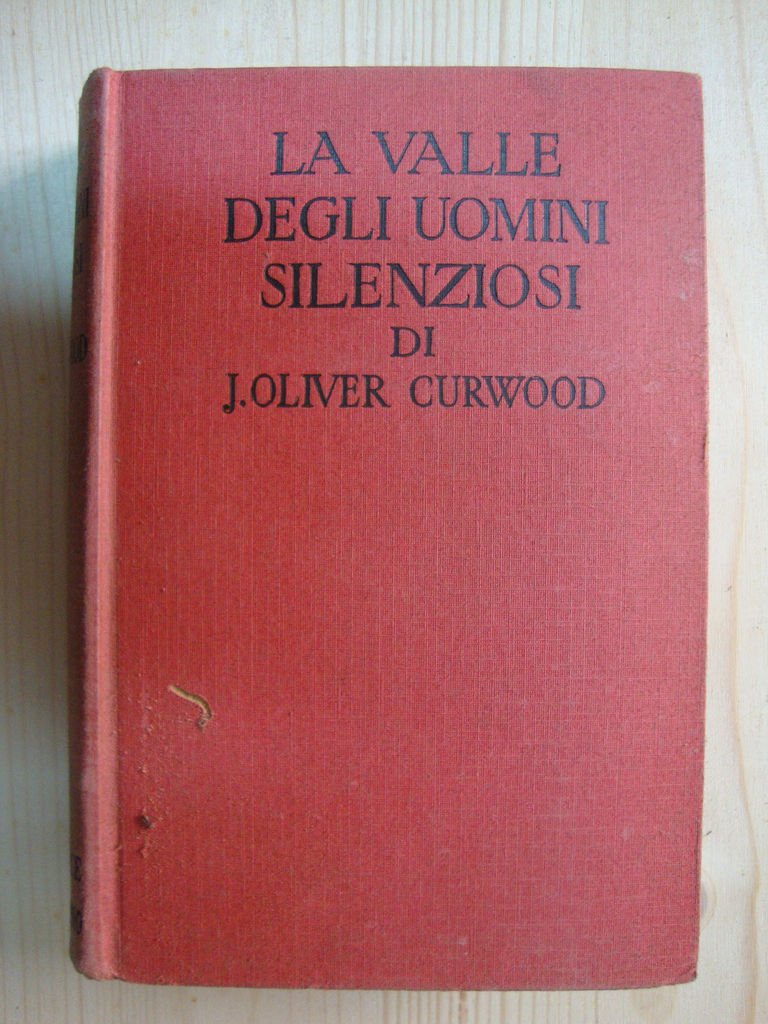 LA VALLE
DEGLI UOMINI
SILENZIOSI
DI
J. OLIVER CURWOOD